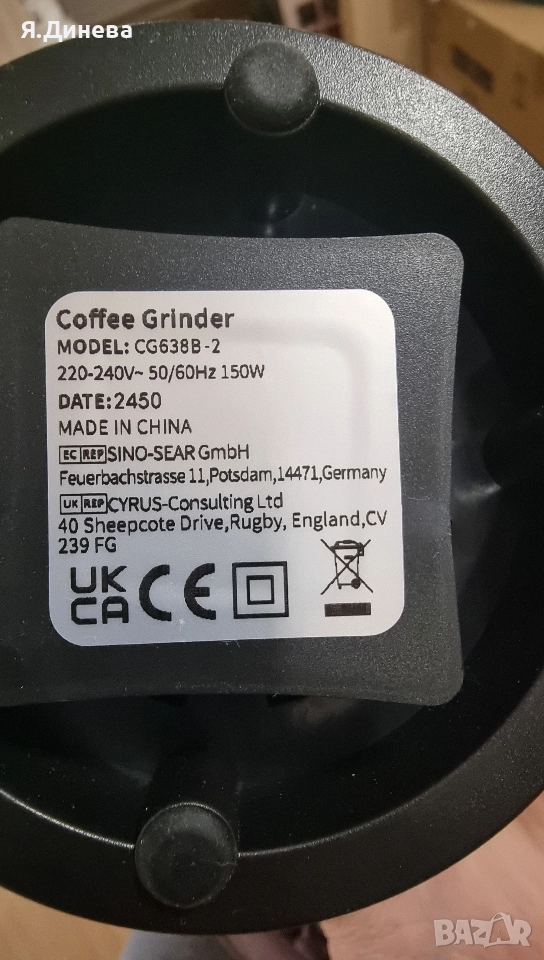 Я.Динева
Coffee Grinder
MODEL: CG638B-2
220-240V~ 50/60Hz 150W
DATE:2450
MADE IN CHINA
EC REP SINO-SEAR GmbH
Feuerbachstrasse 11,Potsdam,14471,Germany
UK REP CYRUS-Consulting Ltd
40 Sheepcote Drive,Rugby, England,CV
239 FG
UK
CA CE
BAZAR